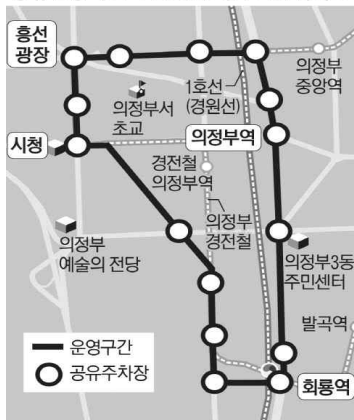 흥선
광장
1호선
(경원선)
의정부
중앙역
의정부서
초교
의정부역
시청
경전철
의정부역
의정부
경전철
의정부
예술의 전당
의정부3동
주민센터
발곡역
운영구간
공유주차장
회룡역